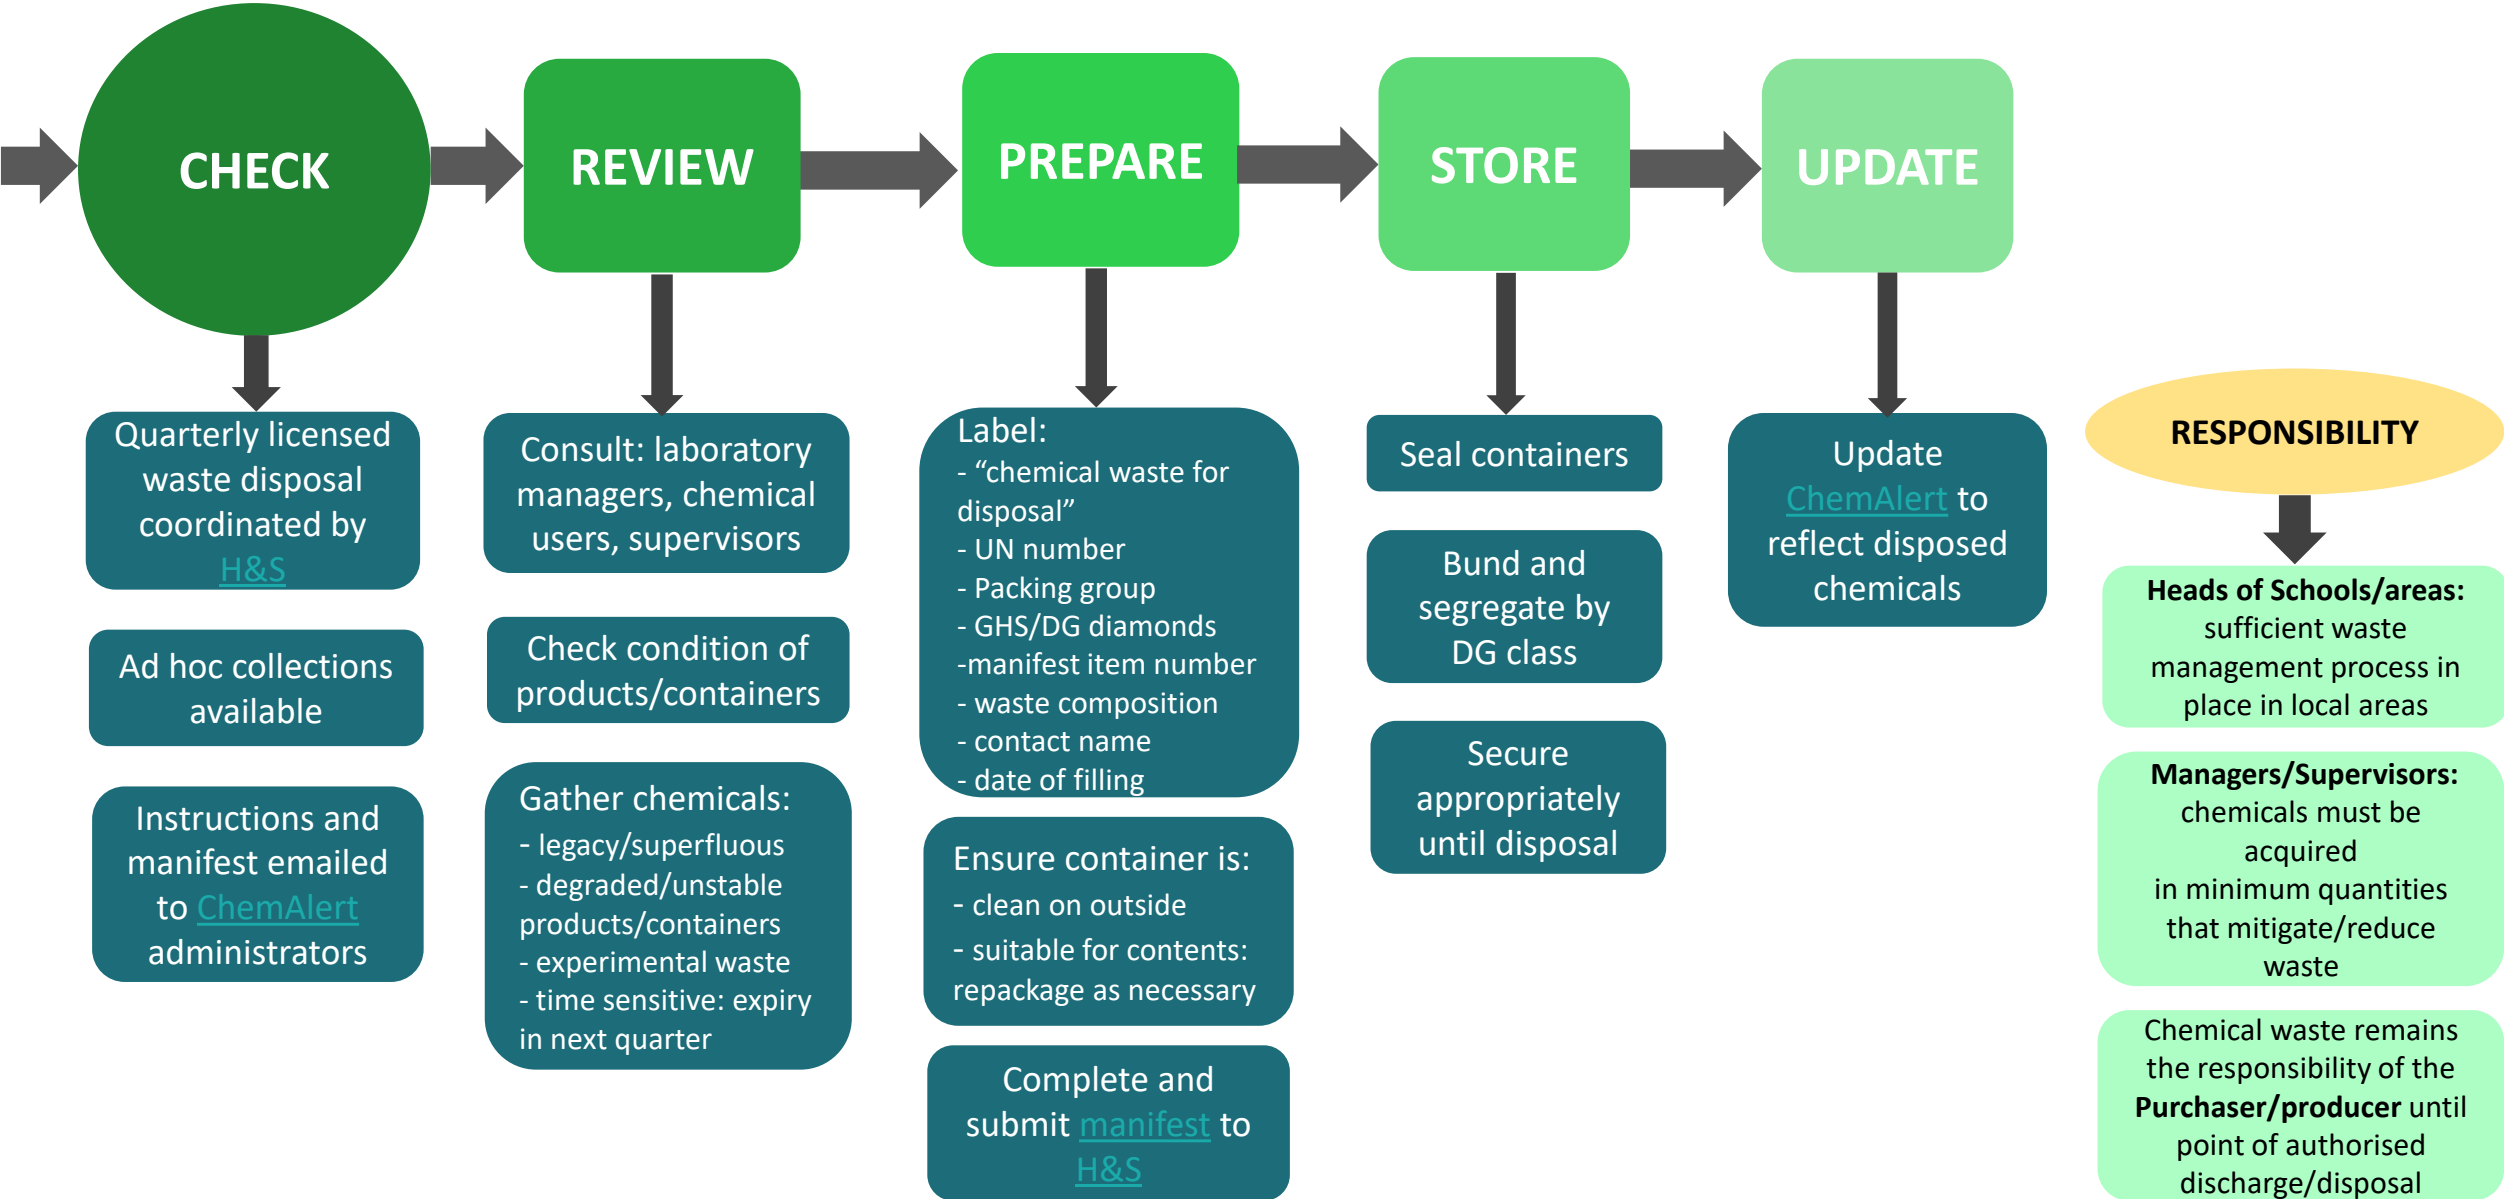 CHECK
REVIEW
PREPARE
STORE
UPDATE
Quarterly licensed
waste disposal
coordinated by
H&S
Ad hoc collections
available
Instructions and
manifest emailed
to ChemAlert
administrators
Consult: laboratory
managers, chemical
users, supervisors
Check condition of
products/containers
Gather chemicals:
- legacy/superfluous
- degraded/unstable
products/containers
- experimental waste
- time sensitive: expiry
in next quarter
Label:
- “chemical waste for
disposal”
- UN number
- Packing group
- GHS/DG diamonds
-manifest item number
- waste composition
- contact name
- date of filling
Ensure container is:
- clean on outside
- suitable for contents:
repackage as necessary
Complete and
submit manifest to
H&S
Seal containers
Bund and
segregate by
DG class
Secure
appropriately
until disposal
Update
ChemAlert to
reflect disposed
chemicals
RESPONSIBILITY
Heads of Schools/areas:
sufficient waste
management process in
place in local areas
Managers/Supervisors:
chemicals must be
acquired
in minimum quantities
that mitigate/reduce
waste
Chemical waste remains
the responsibility of the
Purchaser/producer until
point of authorised
discharge/disposal